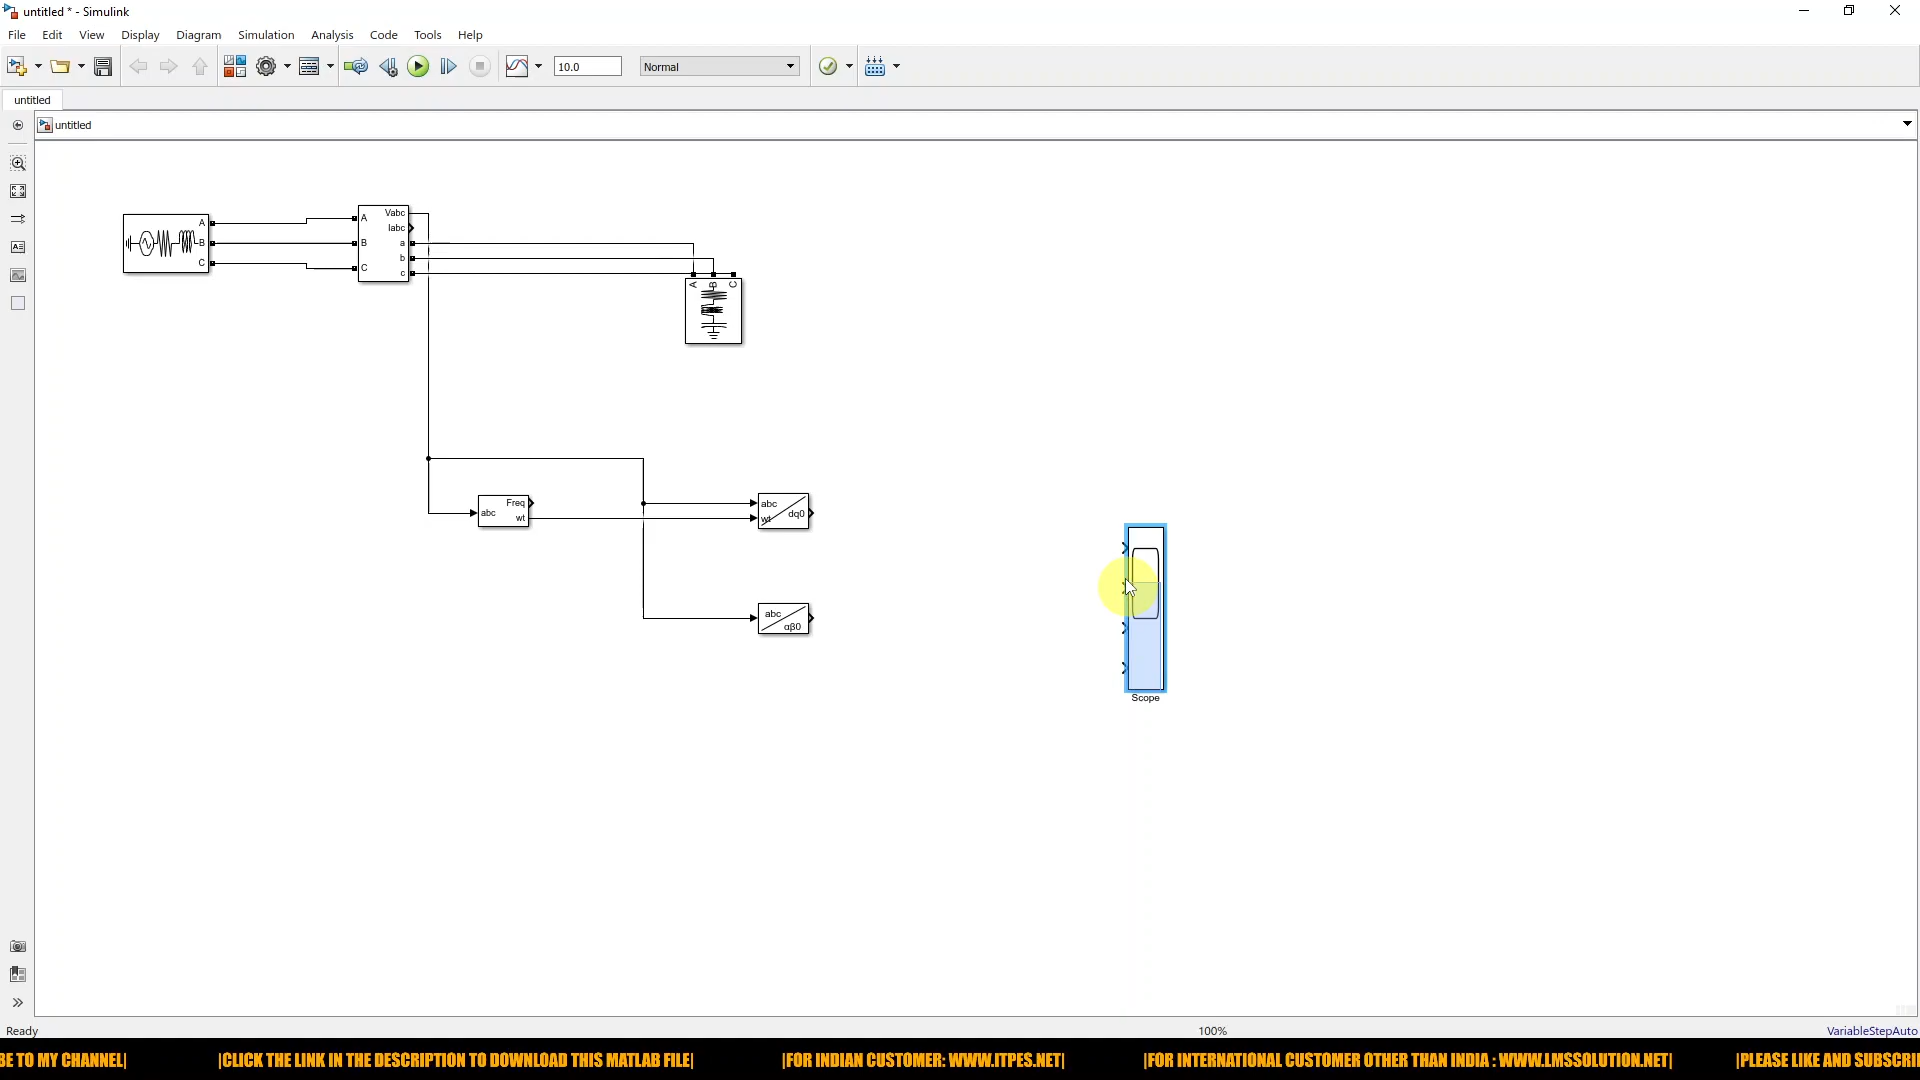 untitled * - Simulink
File Edit View Display Diagram Simulation Analysis Code Tools Help
10.0 Normal
untitled
untitled
A
B
C
A
B
C
Vabc
Iabc
a
b
c
A B C
abc
Freq
wt
abc
wt
dq0
abc
αβ0
Scope
Ready 100% VariableStepAuto
BE TO MY CHANNEL| |CLICK THE LINK IN THE DESCRIPTION TO DOWNLOAD THIS MATLAB FILE| |FOR INDIAN CUSTOMER: WWW.ITPES.NET| |FOR INTERNATIONAL CUSTOMER OTHER THAN INDIA : WWW.LMSSOLUTION.NET| |PLEASE LIKE AND SUBSCRI